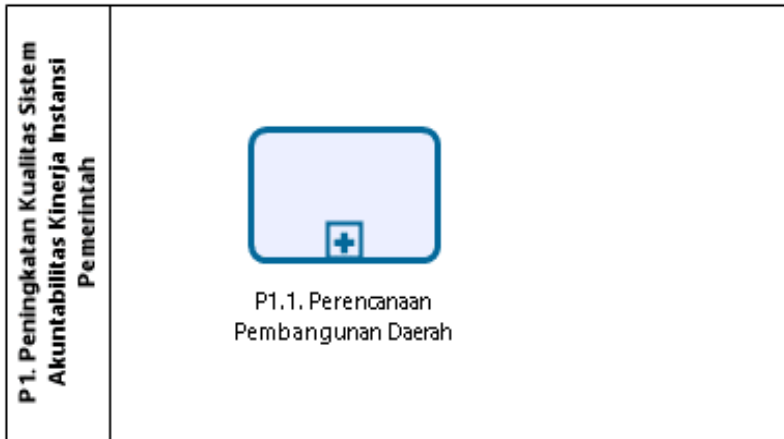 P1. Peningkatan Kualitas Sistem
Akuntabilitas Kinerja Instansi
Pemerintah
P1.1. Perencanaan
Pembangunan Daerah